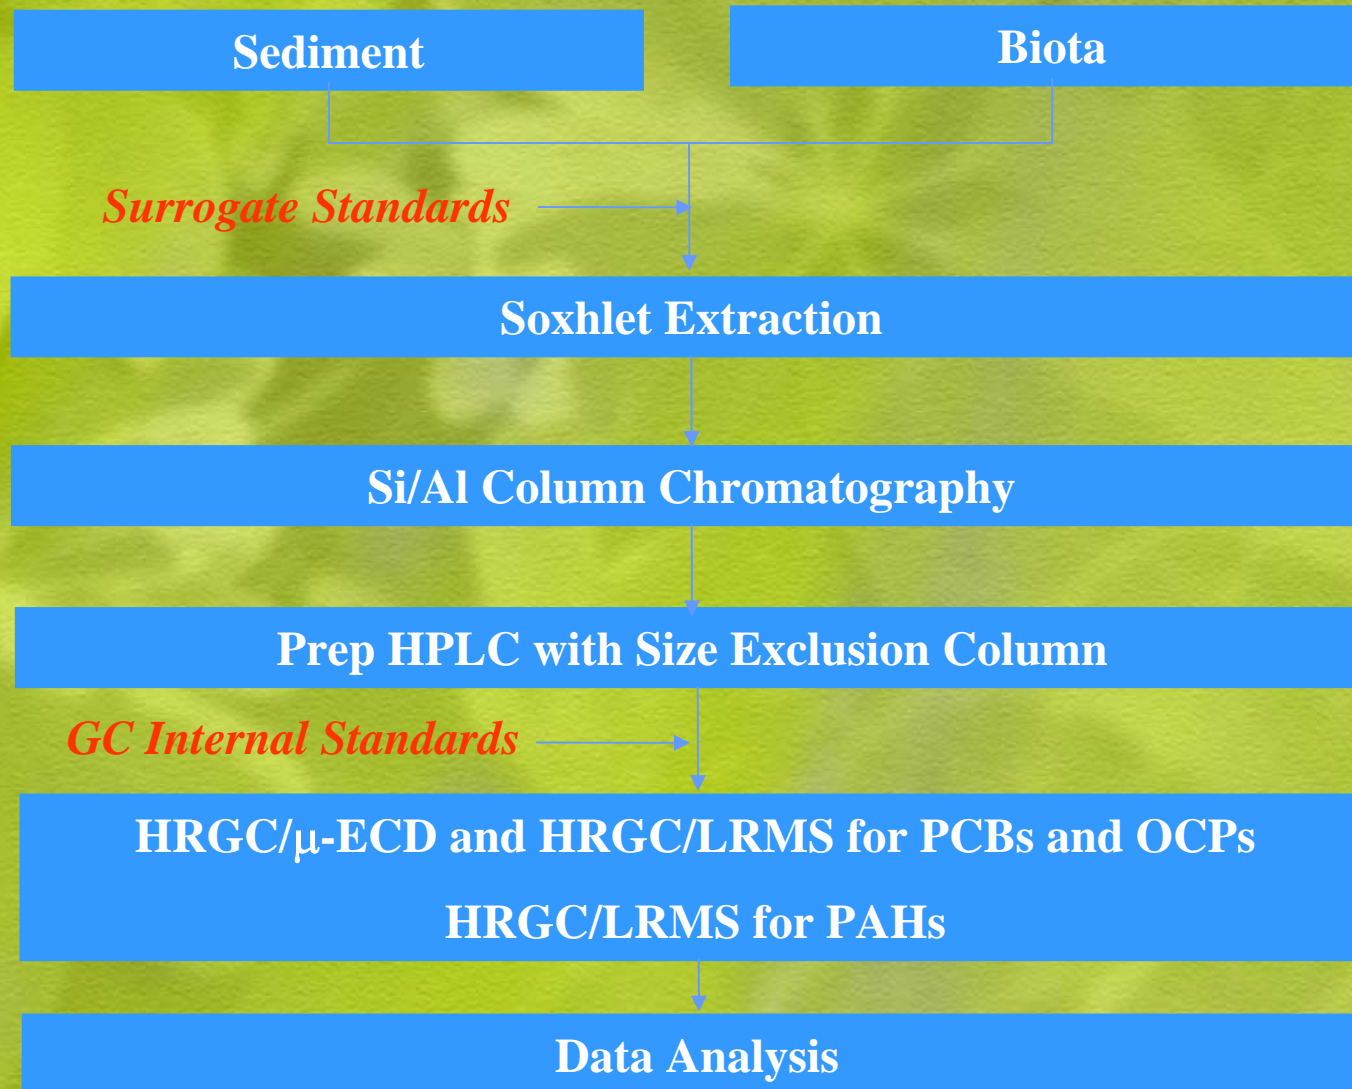 Sediment
Biota
Surrogate Standards
Soxhlet Extraction
Si/Al Column Chromatography
Prep HPLC with Size Exclusion Column
GC Internal Standards
HRGC/μ-ECD and HRGC/LRMS for PCBs and OCPs
HRGC/LRMS for PAHs
Data Analysis